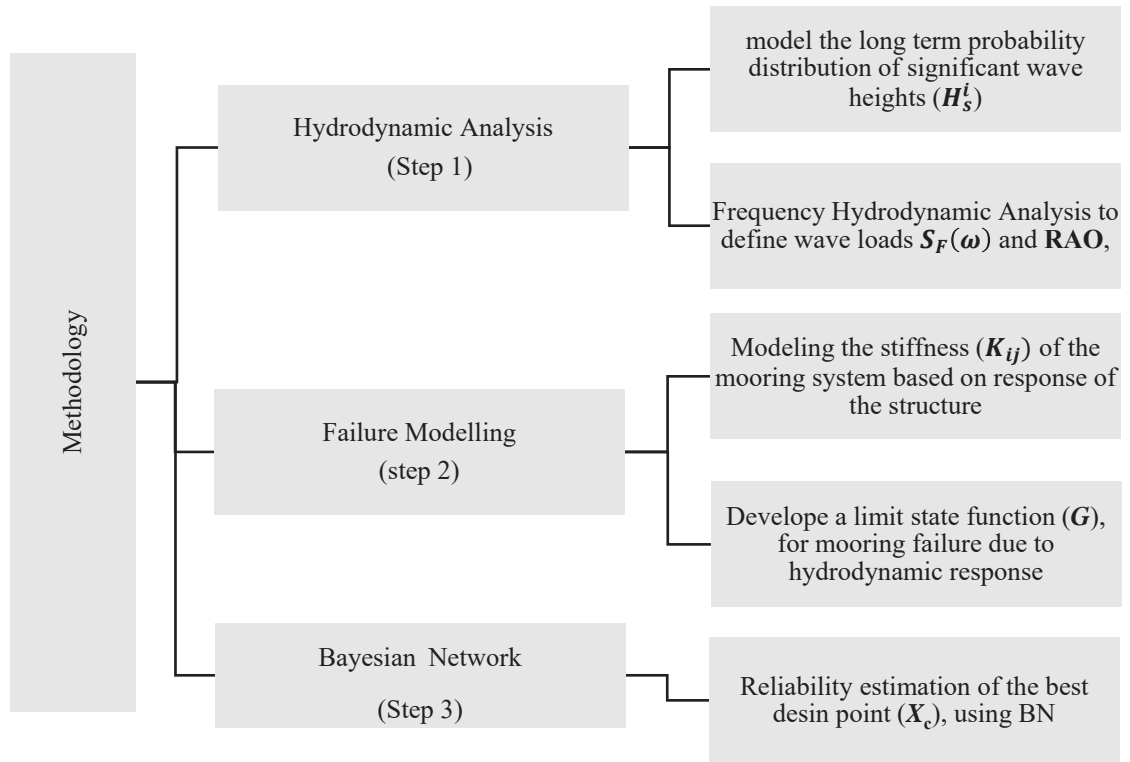 Methodology
Hydrodynamic Analysis
(Step 1)
model the long term probability
distribution of significant wave
heights (H_s^i)
Frequency Hydrodynamic Analysis to
define wave loads S_F(ω) and RAO,
Failure Modelling
(step 2)
Modeling the stiffness (K_ij) of the
mooring system based on response of
the structure
Develope a limit state function (G),
for mooring failure due to
hydrodynamic response
Bayesian Network
(Step 3)
Reliability estimation of the best
desin point (X_c), using BN